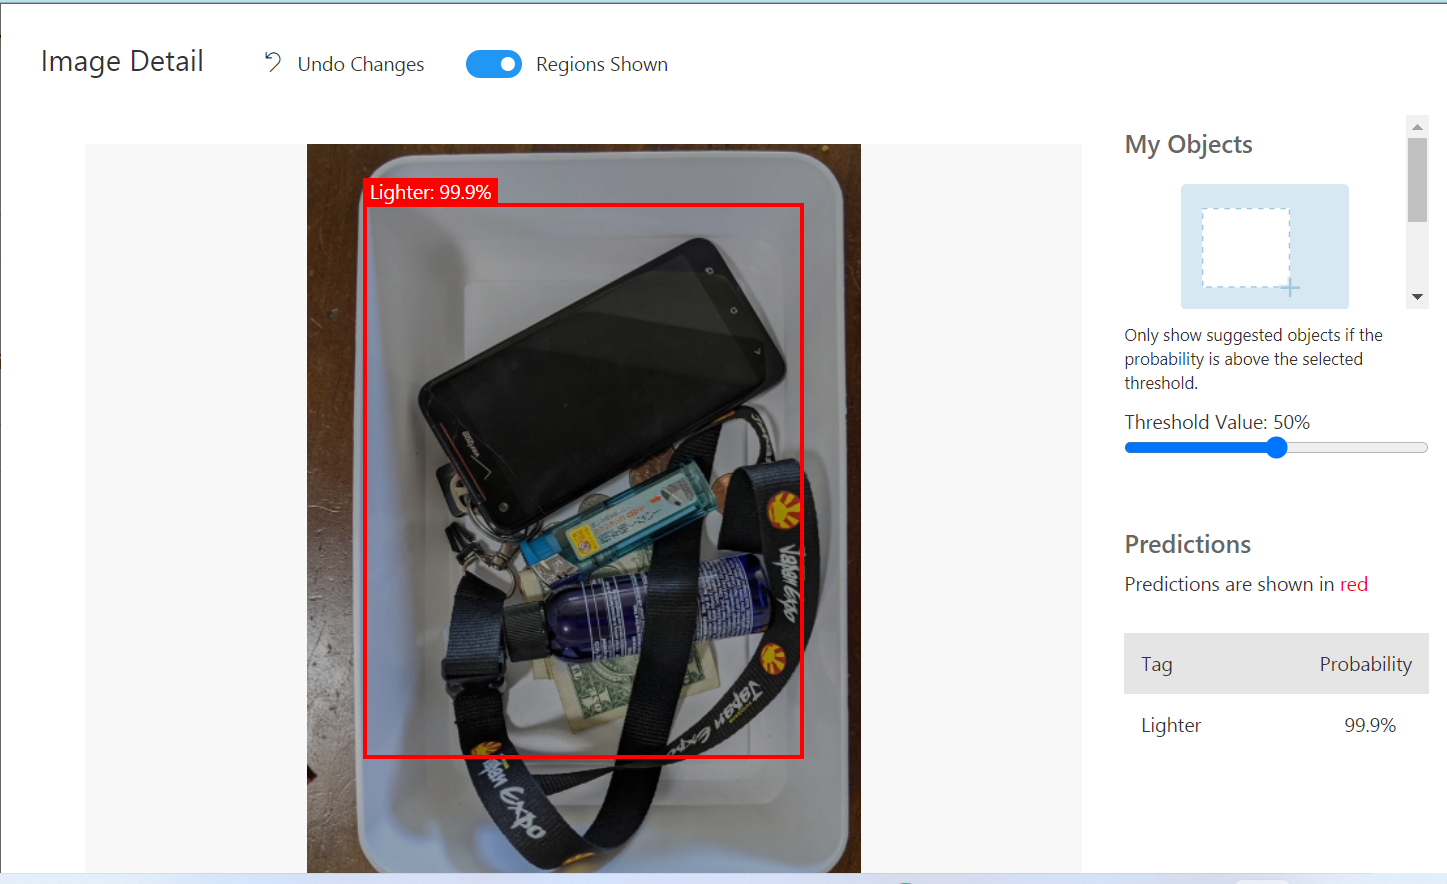 Image Detail
Undo Changes
Regions Shown
Lighter: 99.9%
verizon
Japan Expo
Japan Expo
Japan Expo
My Objects
Only show suggested objects if the
probability is above the selected
threshold.
Threshold Value: 50%
Predictions
Predictions are shown in red
Tag Probability
Lighter 99.9%